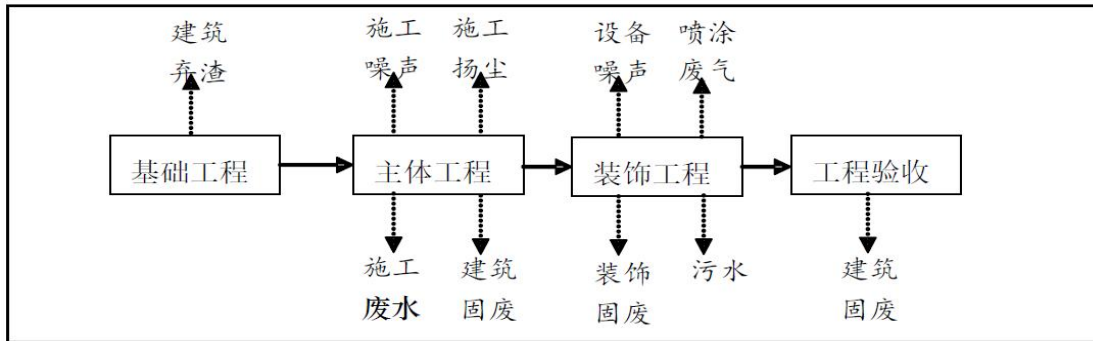 建筑 施工 施工 设备 喷涂
弃渣 噪声 扬尘 噪声 废气
基础工程 主体工程 装饰工程 工程验收
施工 建筑 装饰 污水 建筑
废水 固废 固废 固废